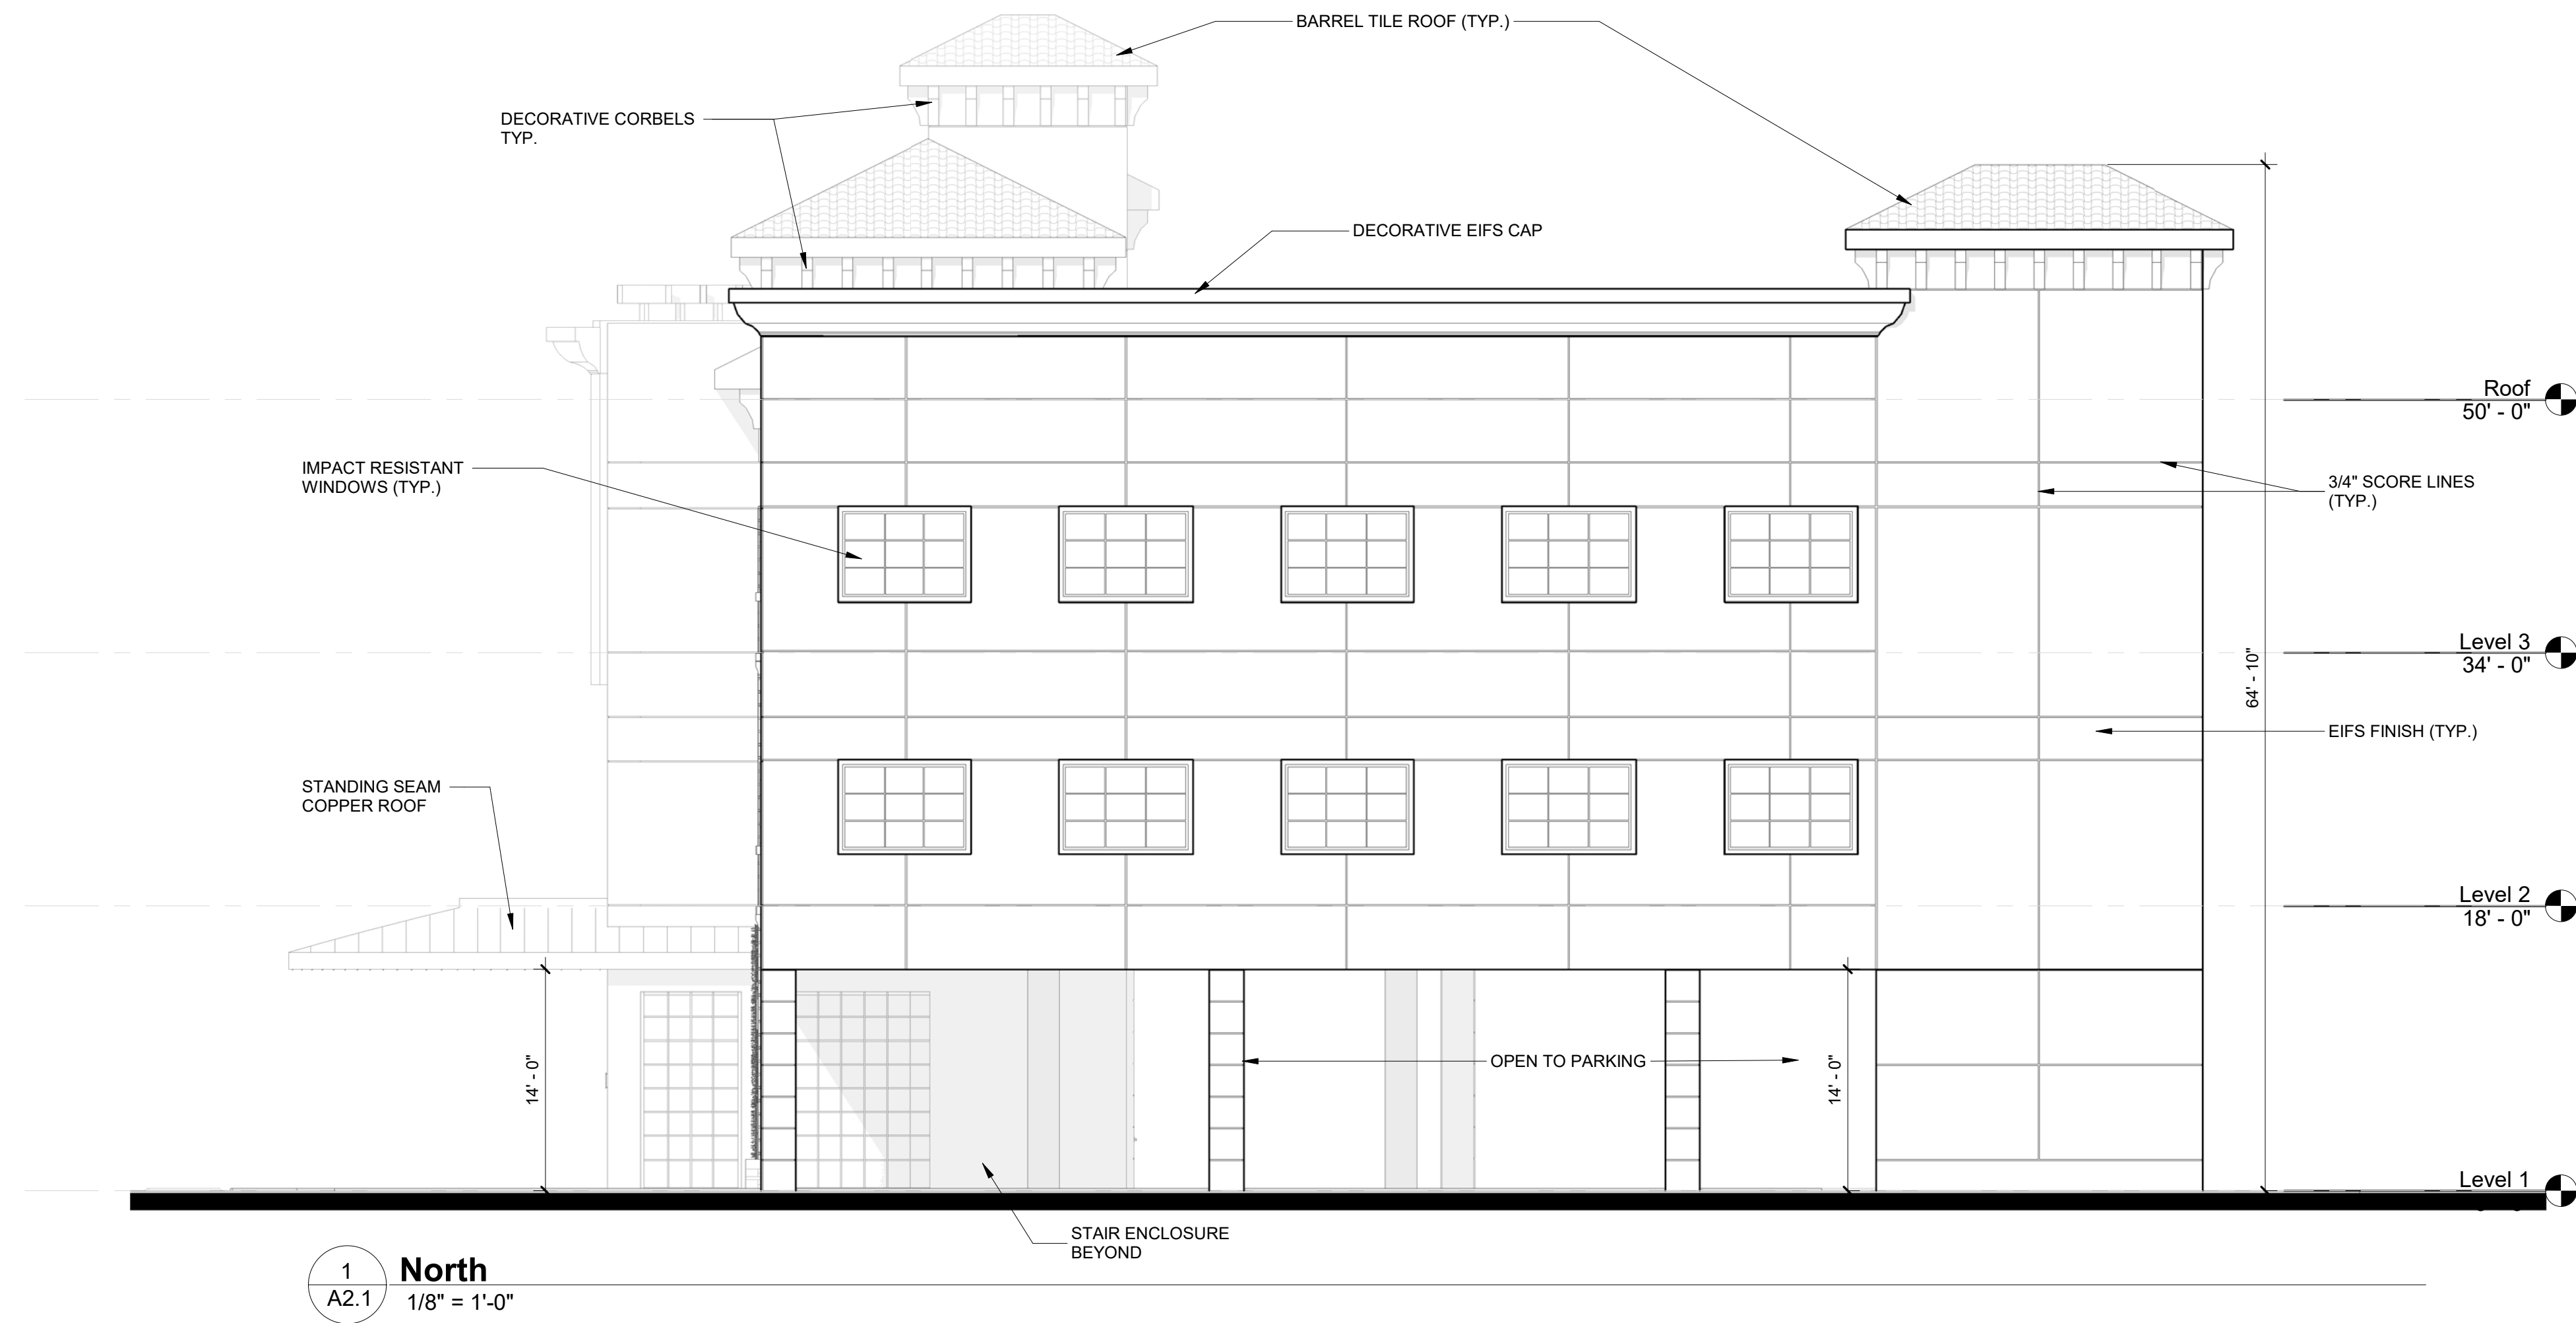 BARREL TILE ROOF (TYP.)
DECORATIVE CORBELS
TYP.
DECORATIVE EIFS CAP
Roof
50' - 0"
IMPACT RESISTANT
WINDOWS (TYP.)
3/4" SCORE LINES
(TYP.)
Level 3
34' - 0"
64' - 10"
EIFS FINISH (TYP.)
STANDING SEAM
COPPER ROOF
Level 2
18' - 0"
14' - 0"
OPEN TO PARKING
14' - 0"
Level 1
STAIR ENCLOSURE
BEYOND
1
A2.1
North
1/8" = 1'-0"